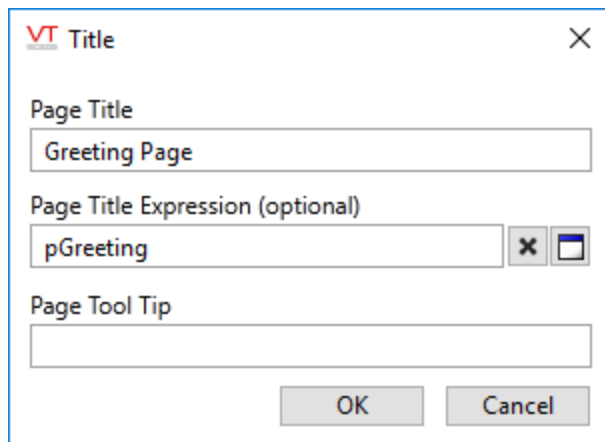 VT Title
Page Title
Greeting Page
Page Title Expression (optional)
pGreeting
Page Tool Tip
OK Cancel